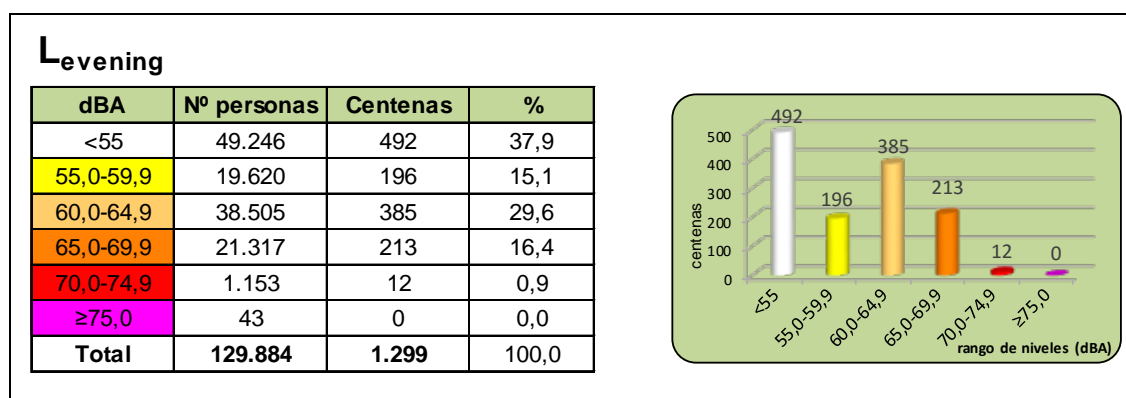 Levening
dBA Nº personas Centenas %
<55 49.246 492 37,9
55,0-59,9 19.620 196 15,1
60,0-64,9 38.505 385 29,6
65,0-69,9 21.317 213 16,4
70,0-74,9 1.153 12 0,9
≥75,0 43 0 0,0
Total 129.884 1.299 100,0
492
196
385
213
12
0
500
400
300
200
100
0
centenas
<55
55,0-59,9
60,0-64,9
65,0-69,9
70,0-74,9
≥75,0
rango de niveles (dBA)